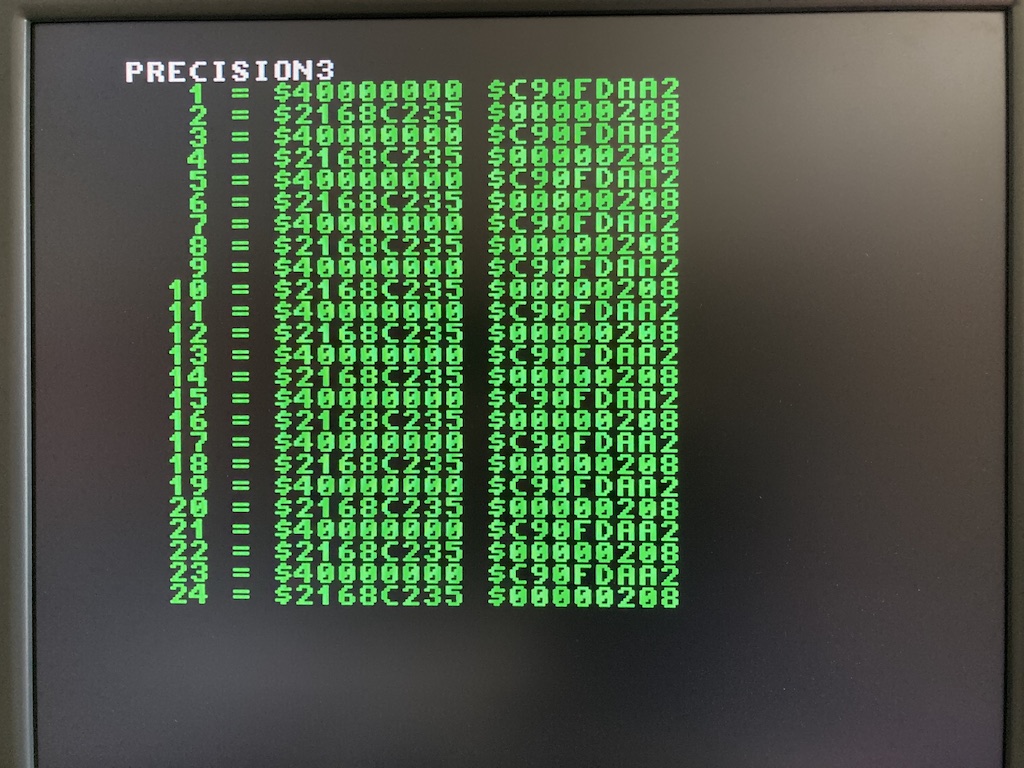 PRECISION3
1 = $40000000 $C90FDAA2
2 = $2168C235 $00000208
3 = $40000000 $C90FDAA2
4 = $2168C235 $00000208
5 = $40000000 $C90FDAA2
6 = $2168C235 $00000208
7 = $40000000 $C90FDAA2
8 = $2168C235 $00000208
9 = $40000000 $C90FDAA2
10 = $2168C235 $00000208
11 = $40000000 $C90FDAA2
12 = $2168C235 $00000208
13 = $40000000 $C90FDAA2
14 = $2168C235 $00000208
15 = $40000000 $C90FDAA2
16 = $2168C235 $00000208
17 = $40000000 $C90FDAA2
18 = $2168C235 $00000208
19 = $40000000 $C90FDAA2
20 = $2168C235 $00000208
21 = $40000000 $C90FDAA2
22 = $2168C235 $00000208
23 = $40000000 $C90FDAA2
24 = $2168C235 $00000208